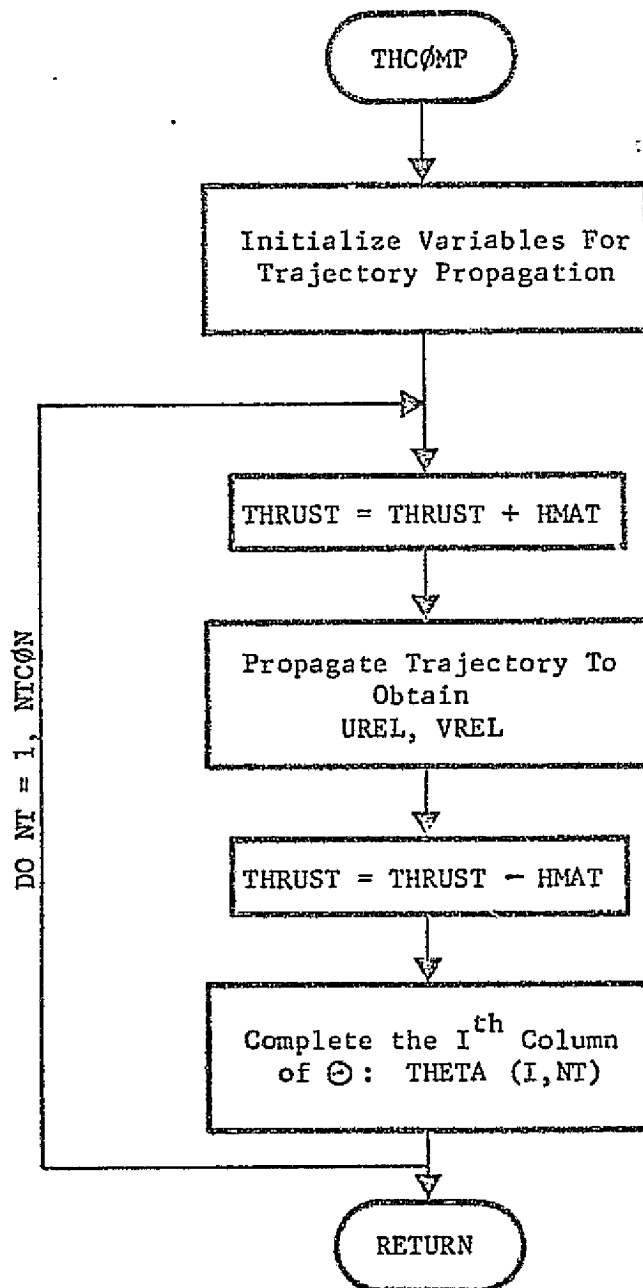 THCØMP
Initialize Variables For
Trajectory Propagation
THRUST = THRUST + HMAT
Propagate Trajectory To
Obtain
UREL, VREL
DO NT = 1, NTCØN
THRUST = THRUST - HMAT
Complete the I^th Column
of Θ: THETA (I,NT)
RETURN